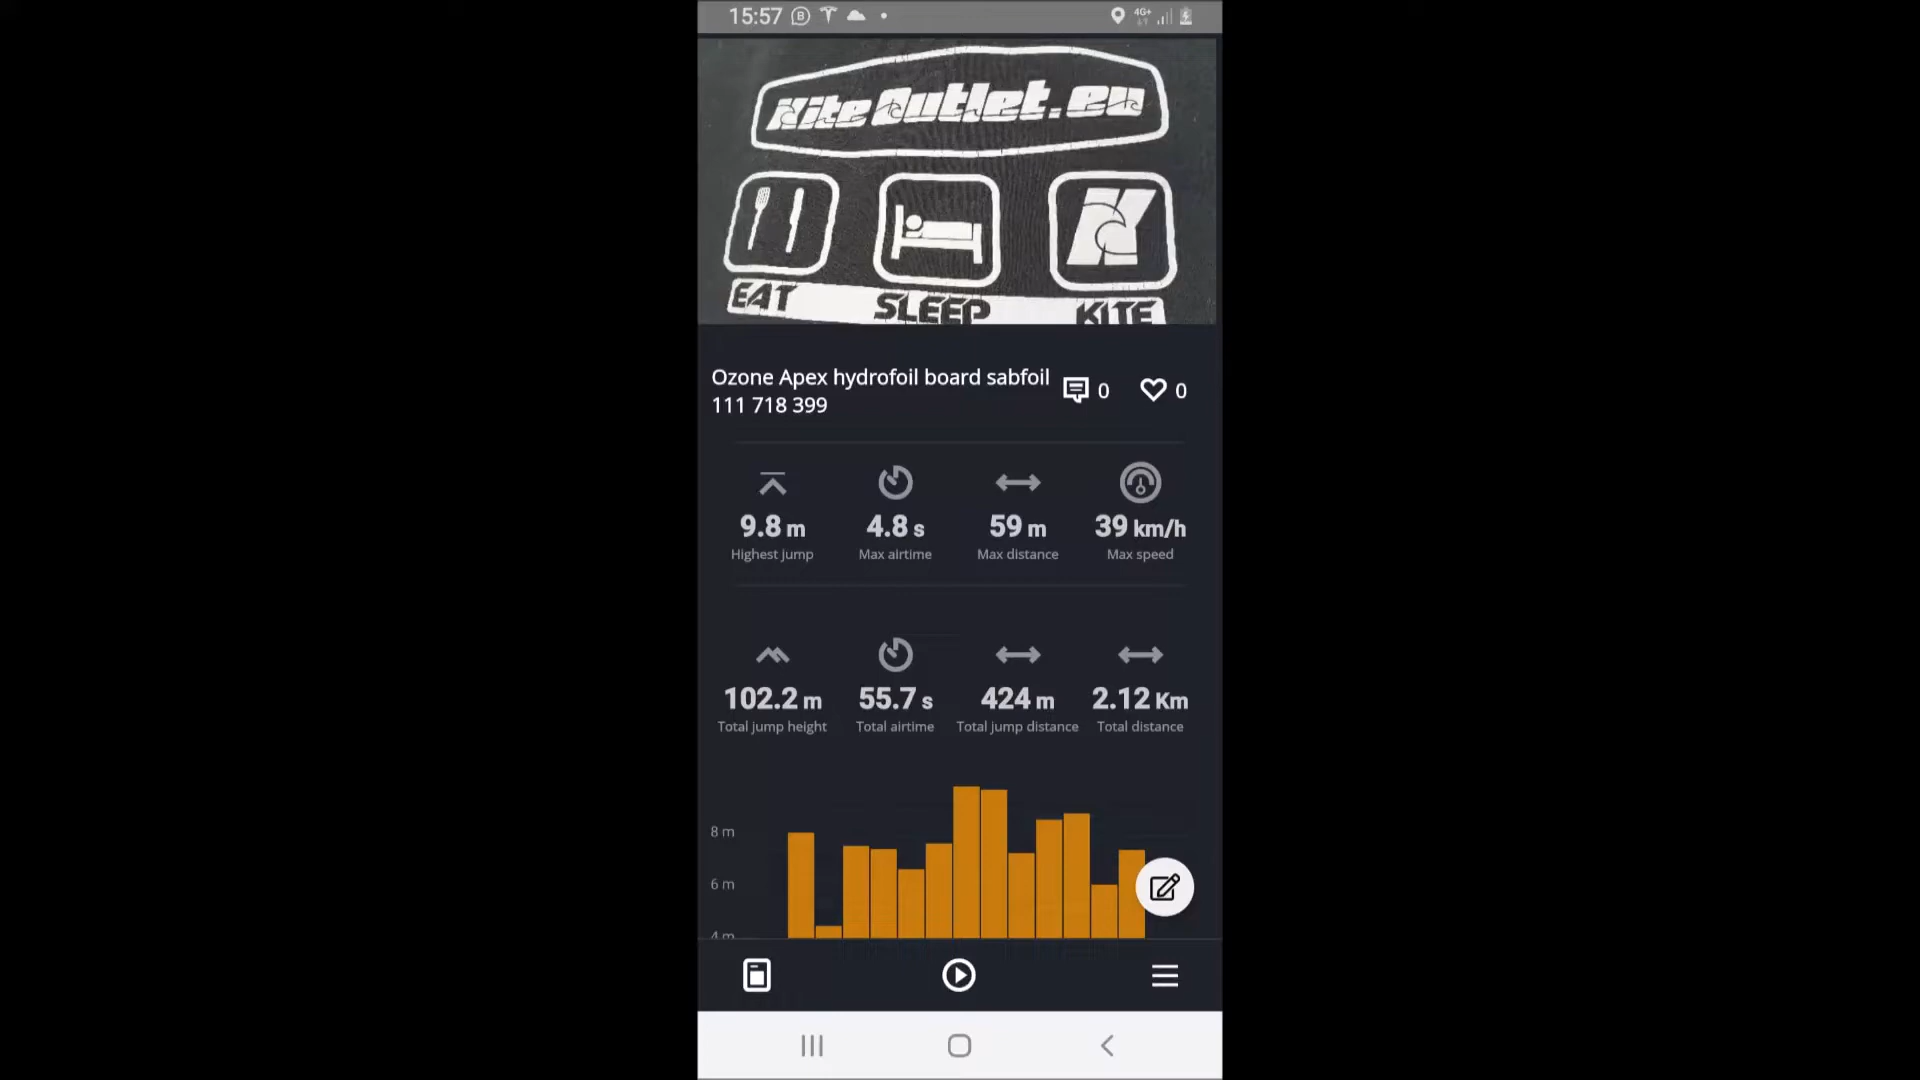 15:57 B 4G+
KiteOutlet.eu
EAT SLEEP KITE
Ozone Apex hydrofoil board sabfoil
111 718 399
0 0
9.8 m 4.8 s 59 m 39 km/h
Highest jump Max airtime Max distance Max speed
102.2 m 55.7 s 424 m 2.12 Km
Total jump height Total airtime Total jump distance Total distance
8 m
6 m
4 m